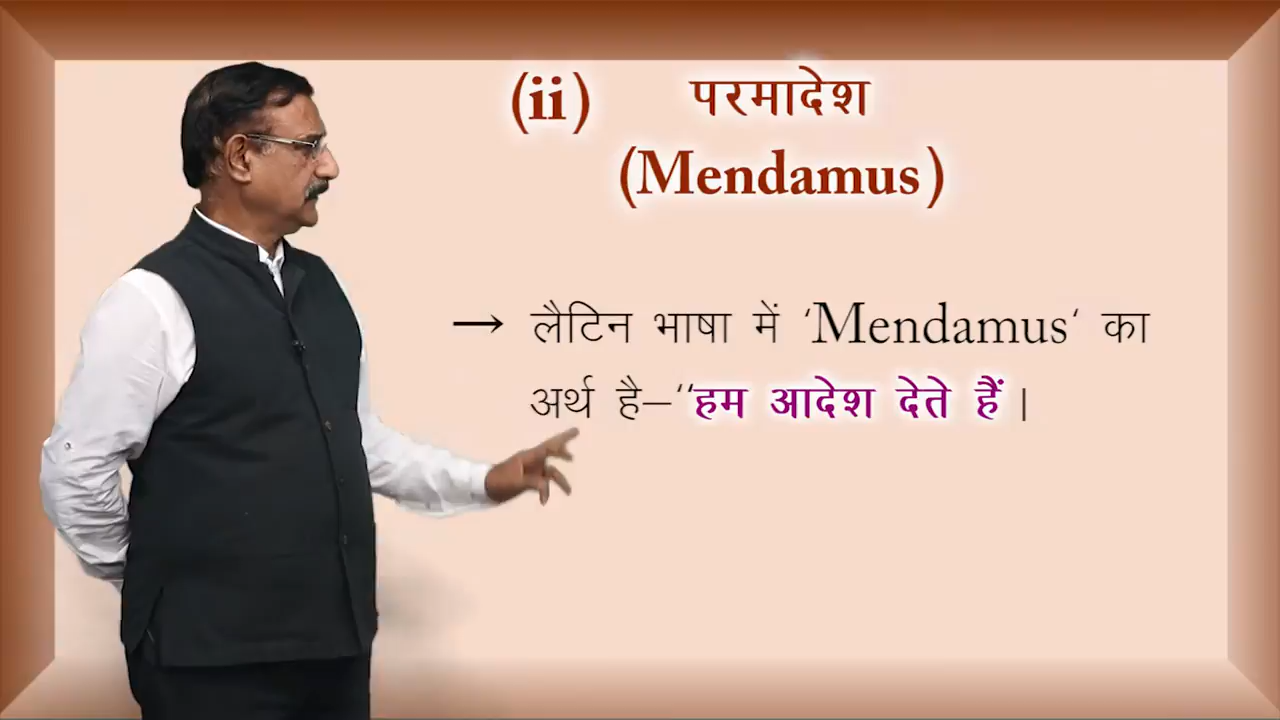 (ii) परमादेश
(Mendamus)
→ लैटिन भाषा में ‘Mendamus‘ का
अर्थ है–“हम आदेश देते हैं ।